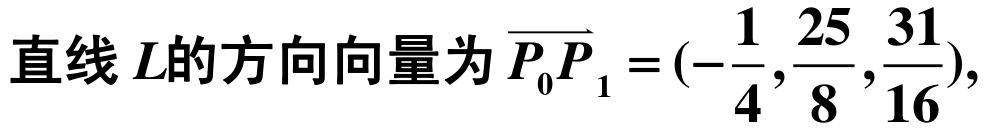 直线 L的方向向量为 $\overrightarrow{P_0P_1} = (-\frac{1}{4}, \frac{25}{8}, \frac{31}{16}),$